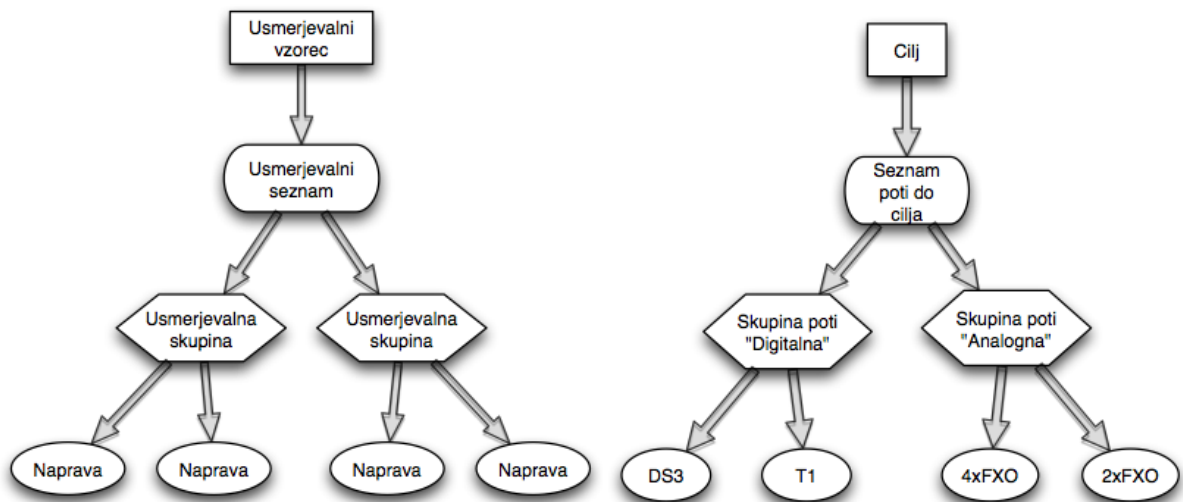 Usmerjevalni
vzorec
Usmerjevalni
seznam
Usmerjevalna
skupina
Usmerjevalna
skupina
Naprava
Naprava
Naprava
Naprava
Cilj
Seznam
poti do
cilja
Skupina poti
"Digitalna"
Skupina poti
"Analogna"
DS3
T1
4xFXO
2xFXO